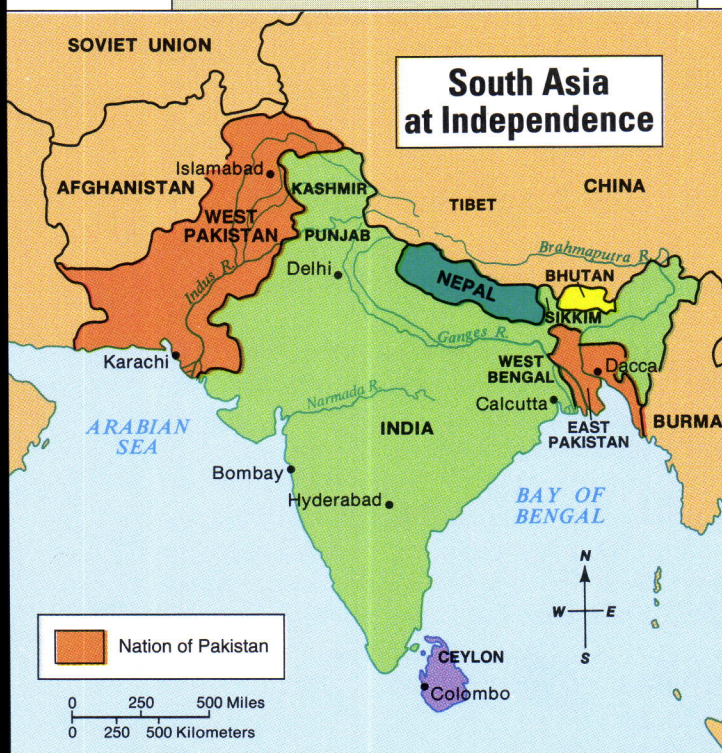 SOVIET UNION
South Asia
at Independence
Islamabad
AFGHANISTAN
KASHMIR
CHINA
TIBET
WEST
PAKISTAN
PUNJAB
Brahmaputra R.
Delhi
Indus R.
NEPAL
BHUTAN
SIKKIM
Ganges R.
Karachi
WEST
BENGAL
Dacca
Narmada R.
Calcutta
ARABIAN
SEA
INDIA
EAST
PAKISTAN
BURMA
Bombay
Hyderabad
BAY OF
BENGAL
N
W E
S
Nation of Pakistan
CEYLON
Colombo
0 250 500 Miles
0 250 500 Kilometers